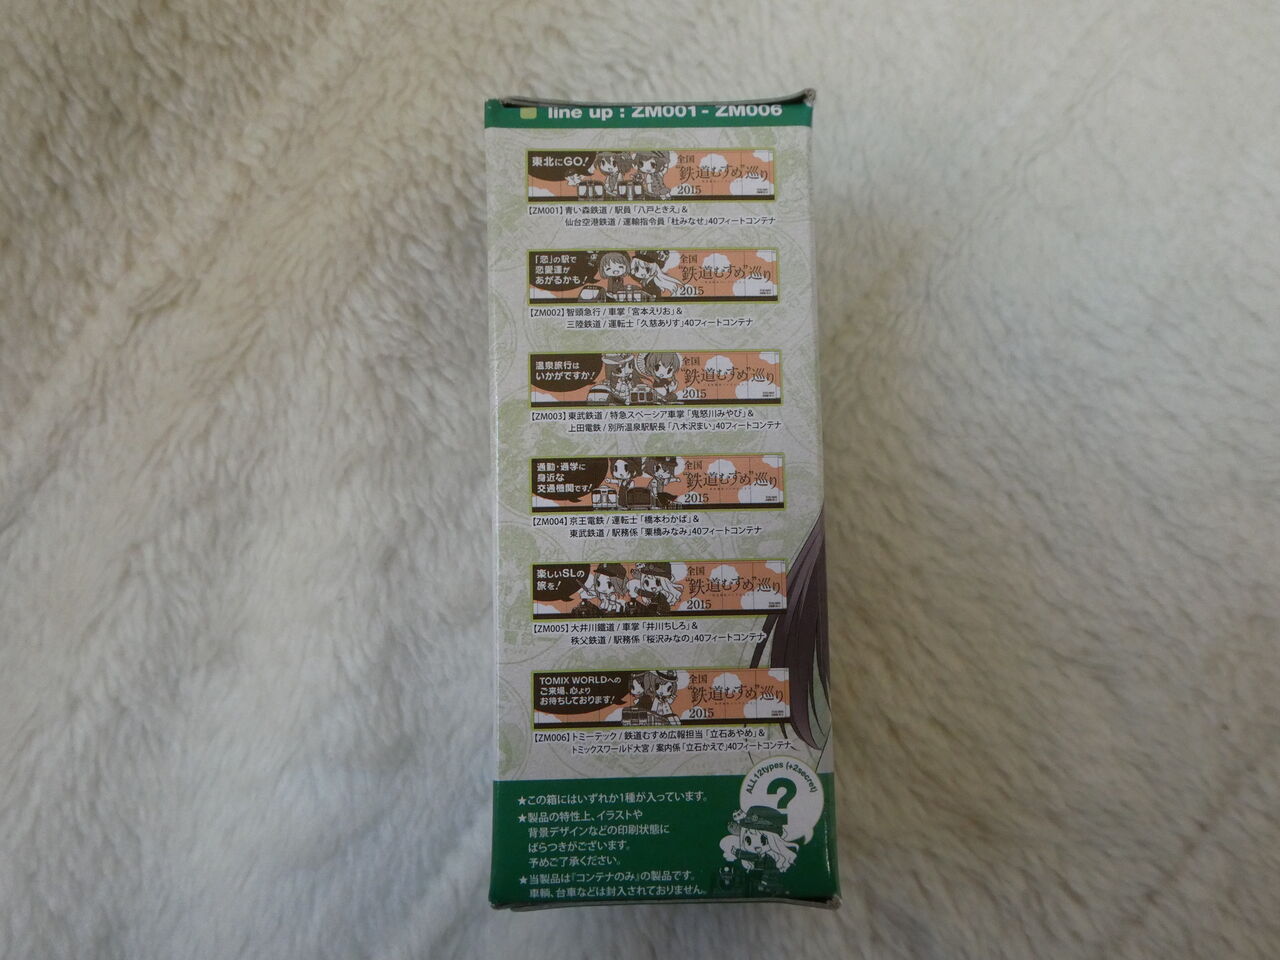 line up : ZM001 - ZM006
東北にGO!
全国
"鉄道むすめ"巡り
2015
【ZM001】青い森鉄道 / 駅員「八戸ときえ」&
仙台空港鉄道 / 運輸指令員「杜みなせ」40フィートコンテナ
「恋」の駅で
恋愛運が
あがるかも!
全国
"鉄道むすめ"巡り
2015
【ZM002】智頭急行 / 車掌「宮本えりお」&
三陸鉄道 / 運転士「久慈ありす」40フィートコンテナ
温泉旅行は
いかがですか!
全国
"鉄道むすめ"巡り
2015
【ZM003】東武鉄道 / 特急スペーシア車掌「鬼怒川みやび」&
上田電鉄 / 別所温泉駅駅長「八木沢まい」40フィートコンテナ
通勤・通学に
身近な
交通機関です!
全国
"鉄道むすめ"巡り
2015
【ZM004】京王電鉄 / 運転士「橋本わかば」&
東武鉄道 / 駅務係「栗橋みなみ」40フィートコンテナ
楽しいSLの
旅を!
全国
"鉄道むすめ"巡り
2015
【ZM005】大井川鐵道 / 車掌「井川ちしろ」&
秩父鉄道 / 駅務係「桜沢みなの」40フィートコンテナ
TOMIX WORLDへの
ご来場、心より
お待ちしております!
全国
"鉄道むすめ"巡り
2015
【ZM006】トミーテック / 鉄道むすめ広報担当「立石あやめ」&
トミックスワールド大宮 / 案内係「立石かえで」40フィートコンテナ
ALL 12types (+2secret)
?
★この箱にはいずれか1種が入っています。
★製品の特性上、イラストや
背景デザインなどの印刷状態に
ばらつきがございます。
予めご了承ください。
★当製品は『コンテナのみ』の製品です。
車輌、台車などは封入されておりません。